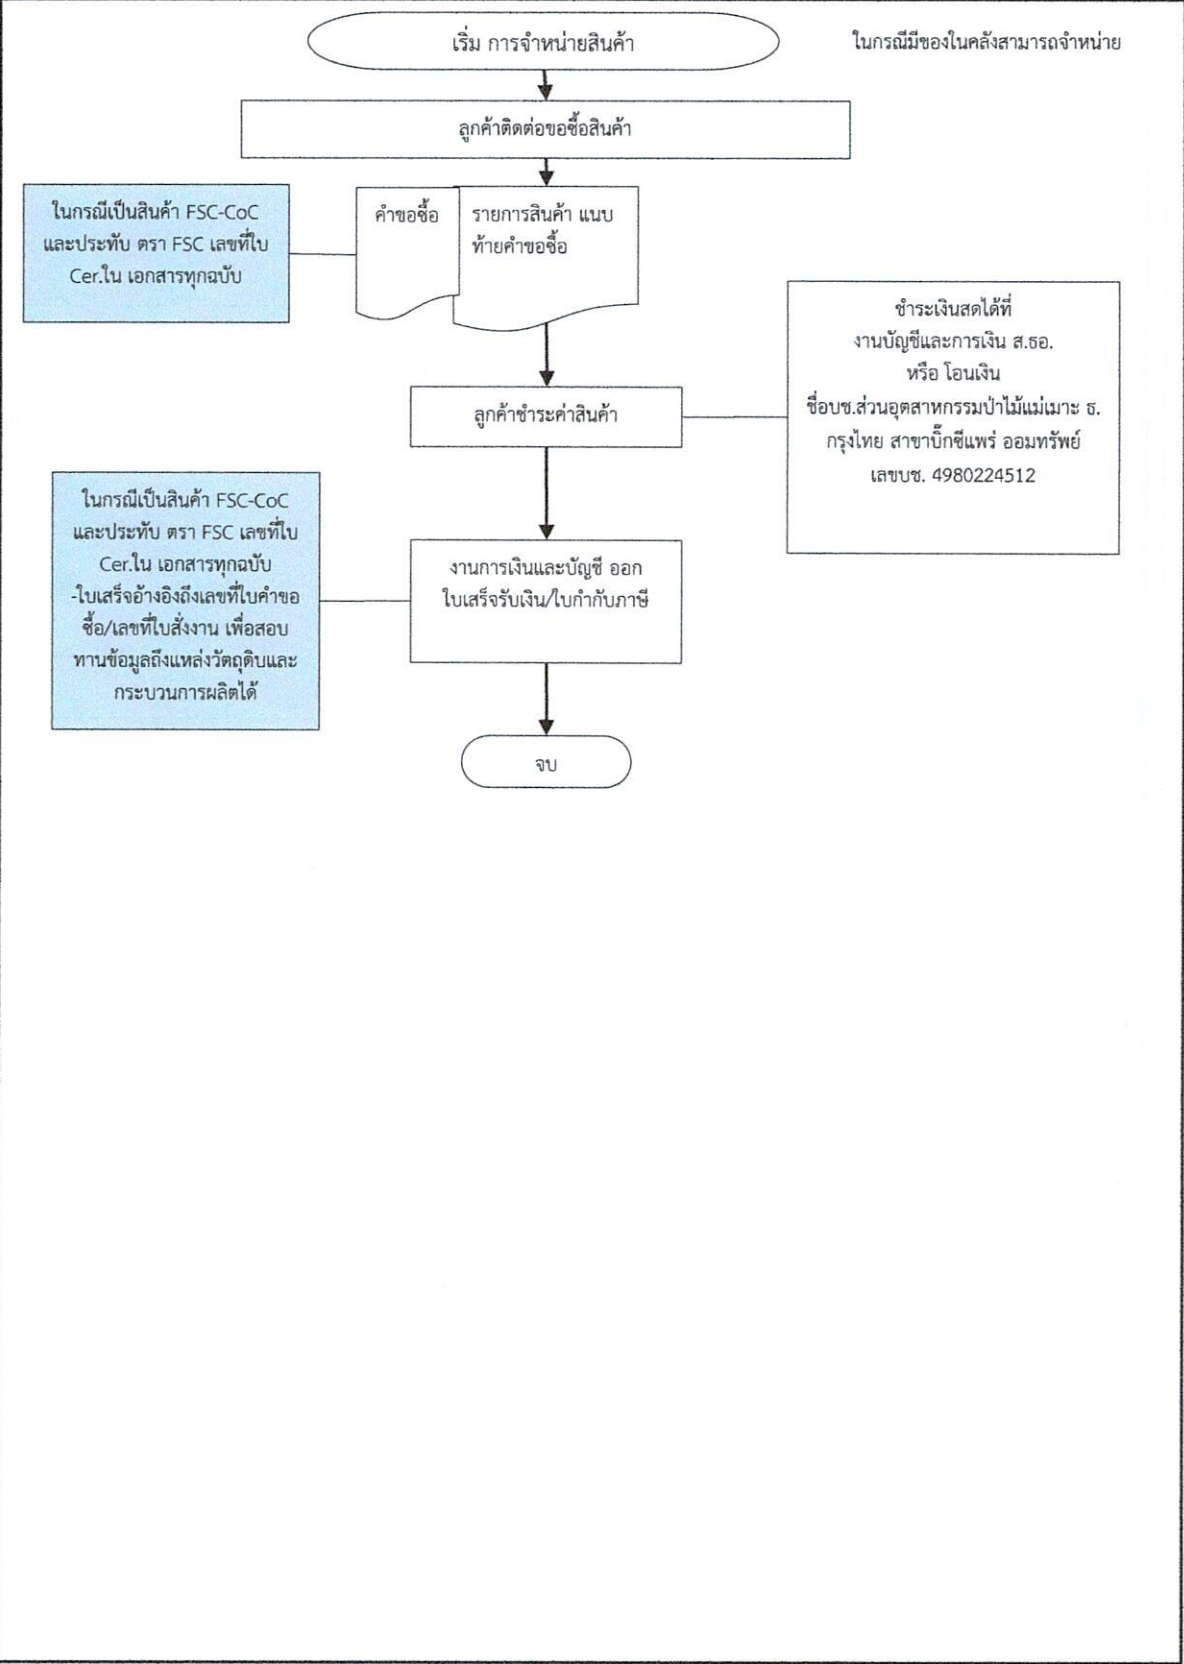 เริ่ม การจำหน่ายสินค้า
ในกรณีมีของในคลังสามารถจำหน่าย
ลูกค้าติดต่อขอซื้อสินค้า
ในกรณีเป็นสินค้า FSC-CoC
และประทับ ตรา FSC เลขที่ใบ
Cer.ใน เอกสารทุกฉบับ
คำขอซื้อ
รายการสินค้า แนบ
ท้ายคำขอซื้อ
ชำระเงินสดได้ที่
งานบัญชีและการเงิน ส.ธอ.
หรือ โอนเงิน
ชื่อบช.ส่วนอุตสาหกรรมป่าไม้แม่เมาะ ธ.
กรุงไทย สาขาบิ๊กซีแพร่ ออมทรัพย์
เลขบช. 4980224512
ลูกค้าชำระค่าสินค้า
ในกรณีเป็นสินค้า FSC-CoC
และประทับ ตรา FSC เลขที่ใบ
Cer.ใน เอกสารทุกฉบับ
-ใบเสร็จอ้างอิงถึงเลขที่ใบคำขอ
ซื้อ/เลขที่ใบสั่งงาน เพื่อสอบ
ทานข้อมูลถึงแหล่งวัตถุดิบและ
กระบวนการผลิตได้
งานการเงินและบัญชี ออก
ใบเสร็จรับเงิน/ใบกำกับภาษี
จบ